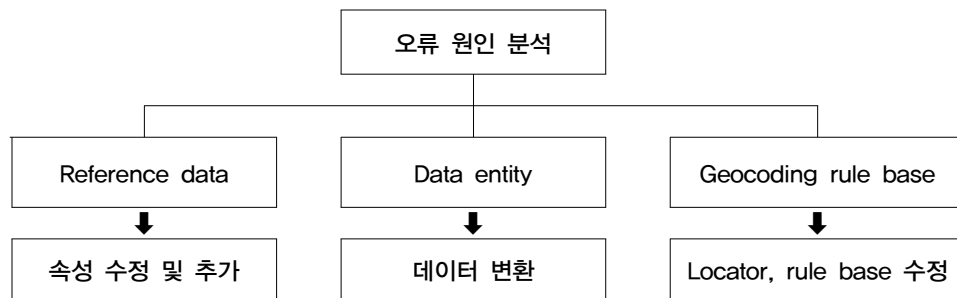 오류 원인 분석
Reference data
Data entity
Geocoding rule base
속성 수정 및 추가
데이터 변환
Locator, rule base 수정